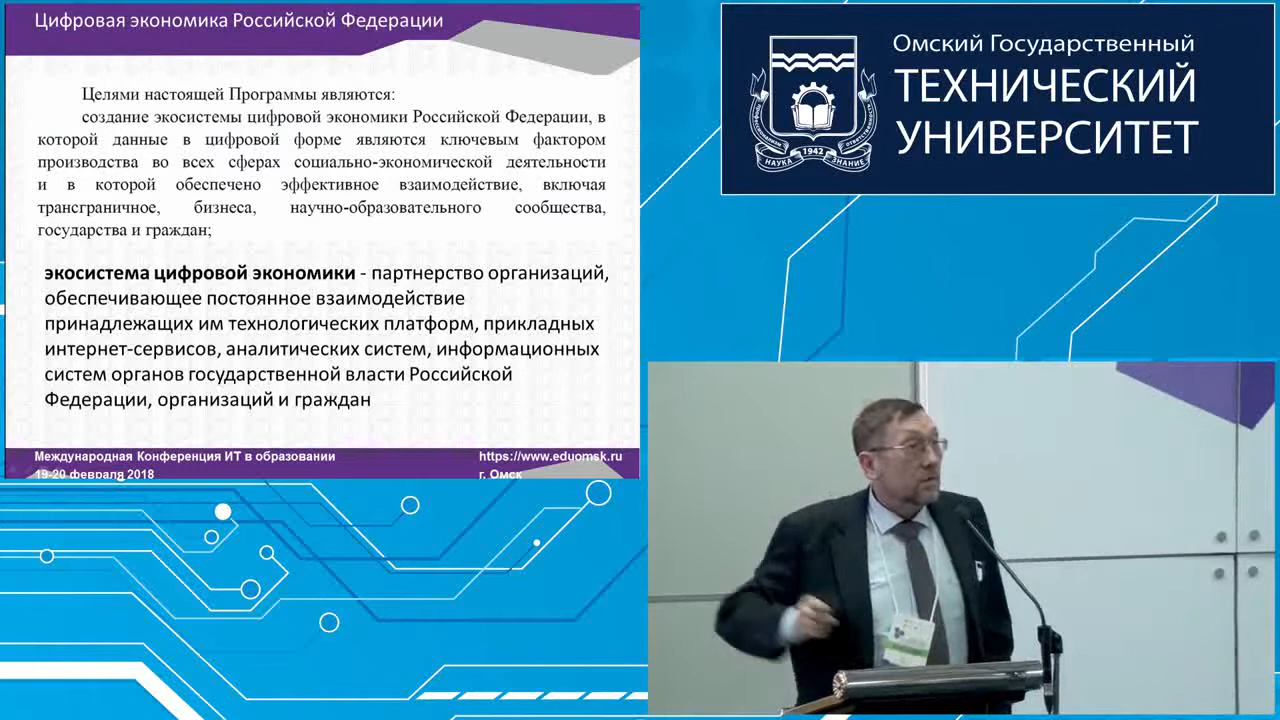 Цифровая экономика Российской Федерации
Целями настоящей Программы являются:
создание экосистемы цифровой экономики Российской Федерации, в
которой данные в цифровой форме являются ключевым фактором
производства во всех сферах социально-экономической деятельности
и в которой обеспечено эффективное взаимодействие, включая
трансграничное, бизнеса, научно-образовательного сообщества,
государства и граждан;
экосистема цифровой экономики - партнерство организаций,
обеспечивающее постоянное взаимодействие
принадлежащих им технологических платформ, прикладных
интернет-сервисов, аналитических систем, информационных
систем органов государственной власти Российской
Федерации, организаций и граждан
Международная Конференция ИТ в образовании
19-20 февраля 2018
https://www.eduomsk.ru
г. Омск
Омский Государственный
ТЕХНИЧЕСКИЙ
УНИВЕРСИТЕТ
профессионализм
ответственность
НАУКА 1942 ЗНАНИЕ